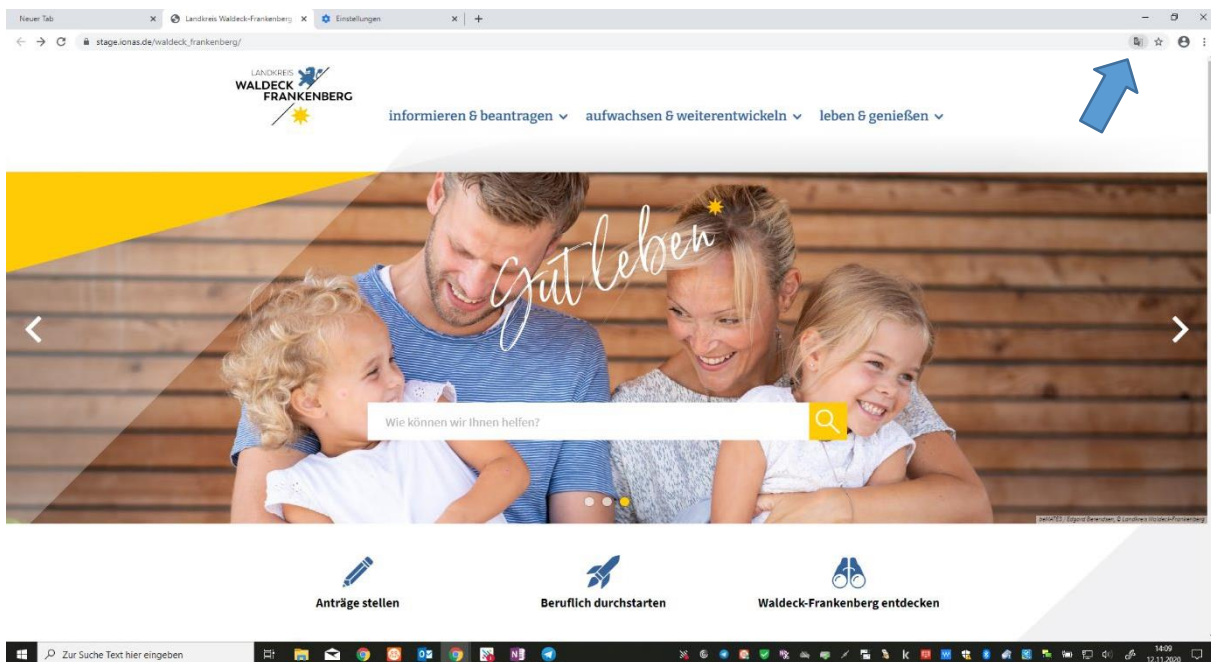 Neuer Tab
Landkreis Waldeck-Frankenberg
Einstellungen
stage.ionas.de/waldeck_frankenberg/
LANDKREIS
WALDECK
FRANKENBERG
informieren & beantragen
aufwachsen & weiterentwickeln
leben & genießen
Gut leben
Wie können wir Ihnen helfen?
Anträge stellen
Beruflich durchstarten
Waldeck-Frankenberg entdecken
Zur Suche Text hier eingeben
14:09
12.11.2020